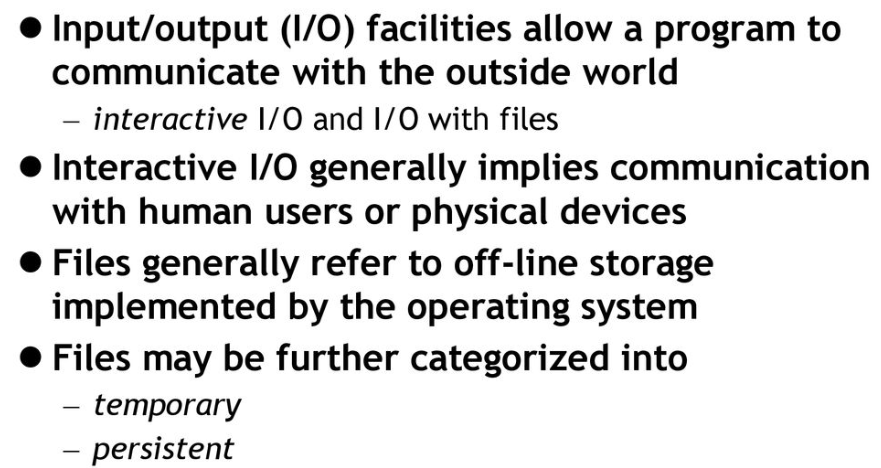 ● Input/output (I/O) facilities allow a program to
communicate with the outside world
– interactive I/O and I/O with files
● Interactive I/O generally implies communication
with human users or physical devices
● Files generally refer to off-line storage
implemented by the operating system
● Files may be further categorized into
– temporary
– persistent